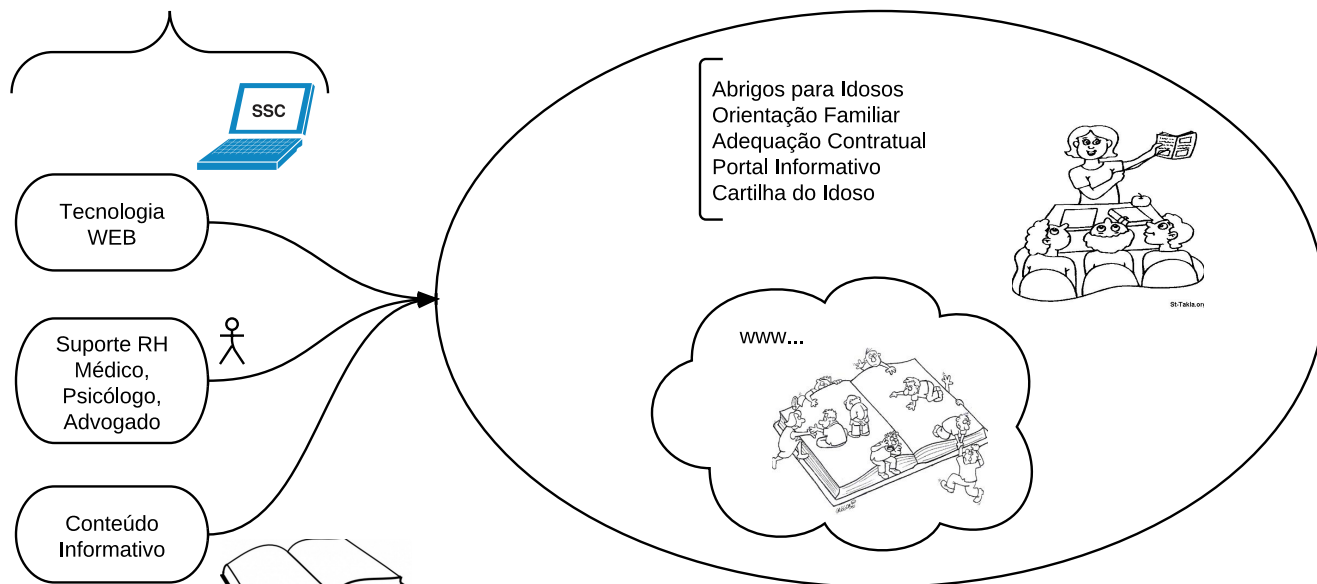 SSC
Tecnologia
WEB
Suporte RH
Médico,
Psicólogo,
Advogado
Conteúdo
Informativo
Abrigos para Idosos
Orientação Familiar
Adequação Contratual
Portal Informativo
Cartilha do Idoso
www...
St-Takla.on